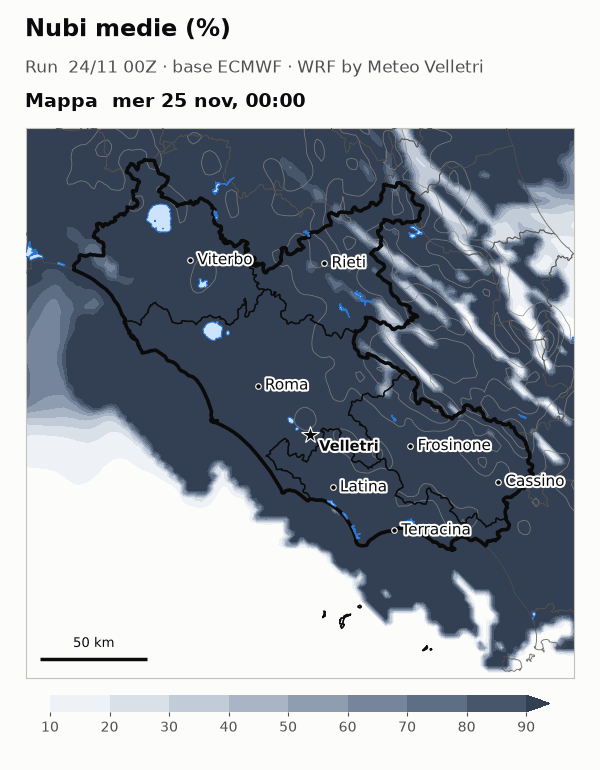 Nubi medie (%)
Run 24/11 00Z · base ECMWF · WRF by Meteo Velletri
Mappa mer 25 nov, 00:00
Viterbo
Rieti
Roma
Velletri
Frosinone
Latina
Cassino
Terracina
50 km
10 20 30 40 50 60 70 80 90